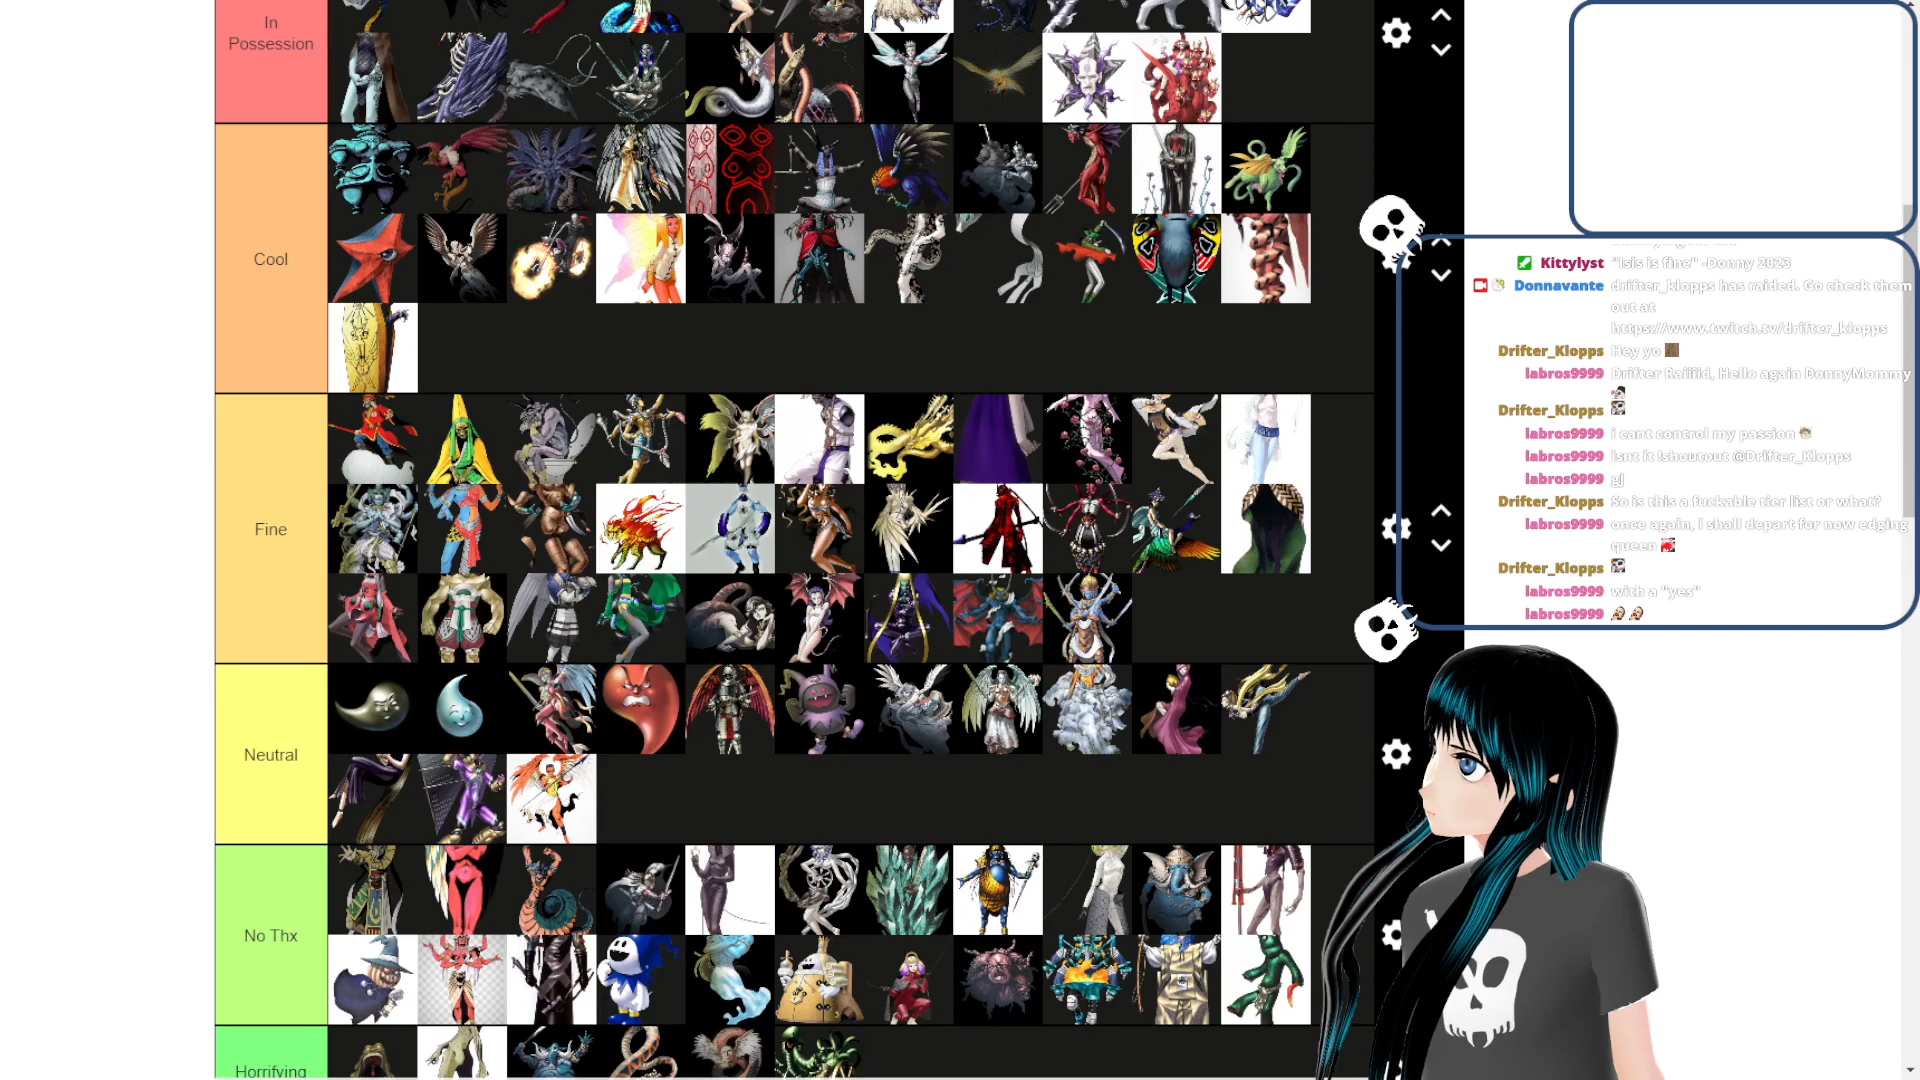 In
Possession
Cool
Fine
Neutral
No Thx
Horrifying
Kittylyst "Isis is fine" -Donny 2023
Donnavante drifter_klopps has raided. Go check them
out at
https://www.twitch.tv/drifter_klopps
Drifter_Klopps Hey yo
labros9999 Drifter Raiiiid, Hello again DonnyMommy
Drifter_Klopps
labros9999 i cant control my passion
labros9999 isnt it !shoutout @Drifter_Klopps
labros9999 gj
Drifter_Klopps So is this a fuckable tier list or what?
labros9999 once again, i shall depart for now edging
queen
Drifter_Klopps
labros9999 with a "yes"
labros9999